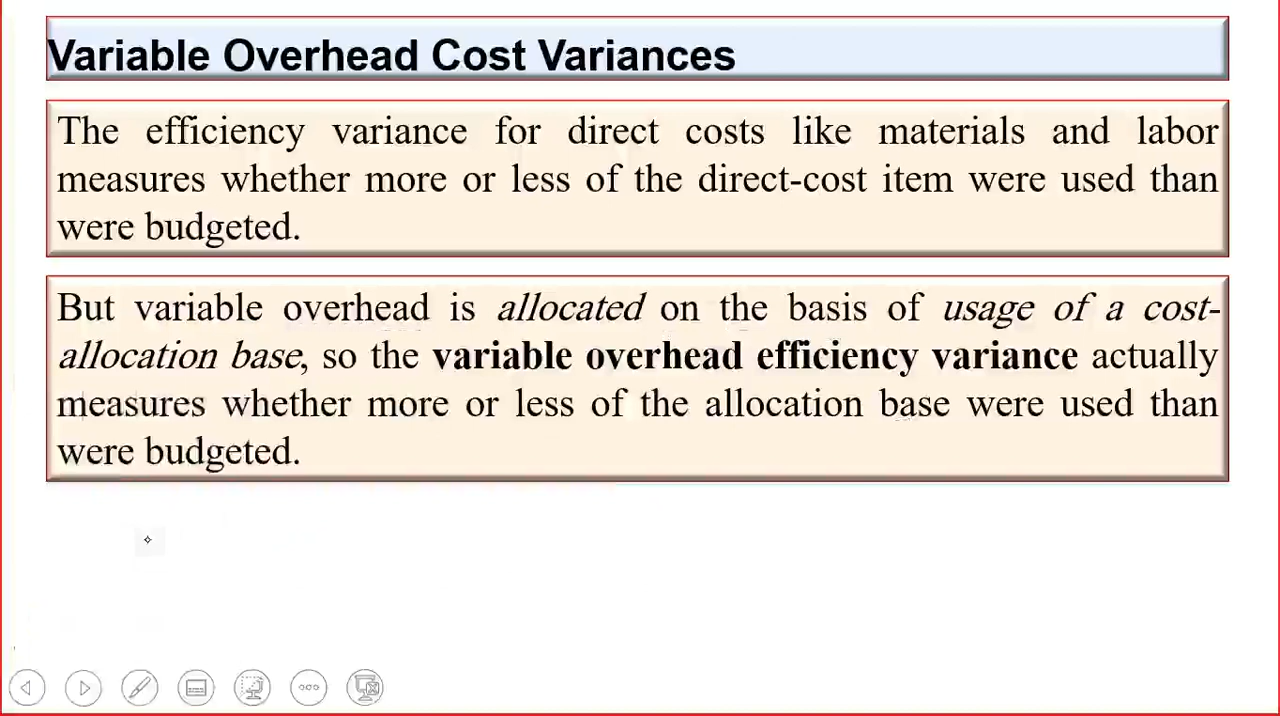 Variable Overhead Cost Variances
The efficiency variance for direct costs like materials and labor
measures whether more or less of the direct-cost item were used than
were budgeted.
But variable overhead is allocated on the basis of usage of a cost-
allocation base, so the variable overhead efficiency variance actually
measures whether more or less of the allocation base were used than
were budgeted.